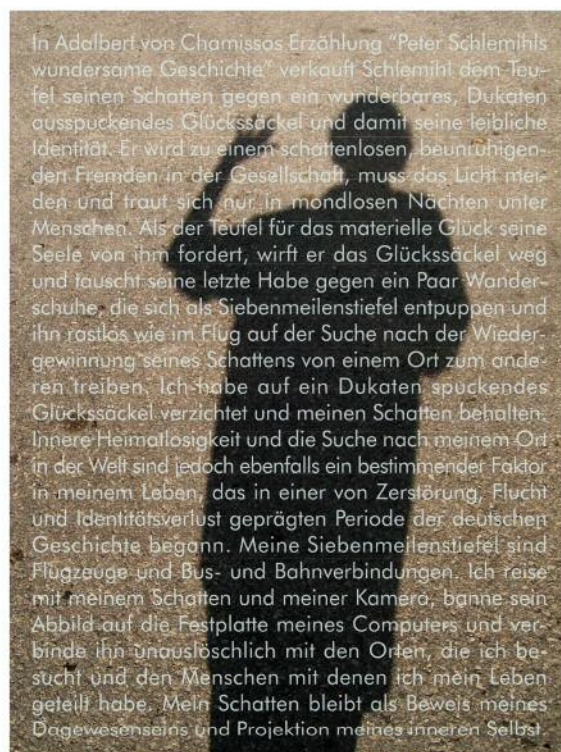 In Adalbert von Chamissos Erzählung "Peter Schlemihls
wundersame Geschichte" verkauft Schlemihl dem Teu-
fel seinen Schatten gegen ein wunderbares, Dukaten
ausspuckendes Glückssäckel und damit seine leibliche
Identität. Er wird zu einem schattenlosen, beunruhigen-
den Fremden in der Gesellschaft, muss das Licht mei-
den und traut sich nur in mondlosen Nächten unter
Menschen. Als der Teufel für das materielle Glück seine
Seele von ihm fordert, wirft er das Glückssäckel weg
und tauscht seine letzte Habe gegen ein Paar Wander-
schuhe, die sich als Siebenmeilenstiefel entpuppen und
ihn rastlos wie im Flug auf der Suche nach der Wieder-
gewinnung seines Schattens von einem Ort zum ande-
ren treiben. Ich habe auf ein Dukaten spuckendes
Glückssäckel verzichtet und meinen Schatten behalten.
Innere Heimatlosigkeit und die Suche nach meinem Ort
in der Welt sind jedoch ebenfalls ein bestimmender Faktor
in meinem Leben, das in einer von Zerstörung, Flucht
und Identitätsverlust geprägten Periode der deutschen
Geschichte begann. Meine Siebenmeilenstiefel sind
Flugzeuge und Bus- und Bahnverbindungen. Ich reise
mit meinem Schatten und meiner Kamera, banne sein
Abbild auf die Festplatte meines Computers und ver-
binde ihn unauslöschlich mit den Orten, die ich be-
sucht und den Menschen mit denen ich mein Leben
geteilt habe. Mein Schatten bleibt als Beweis meines
Dagewesenseins und Projektion meines inneren Selbst.